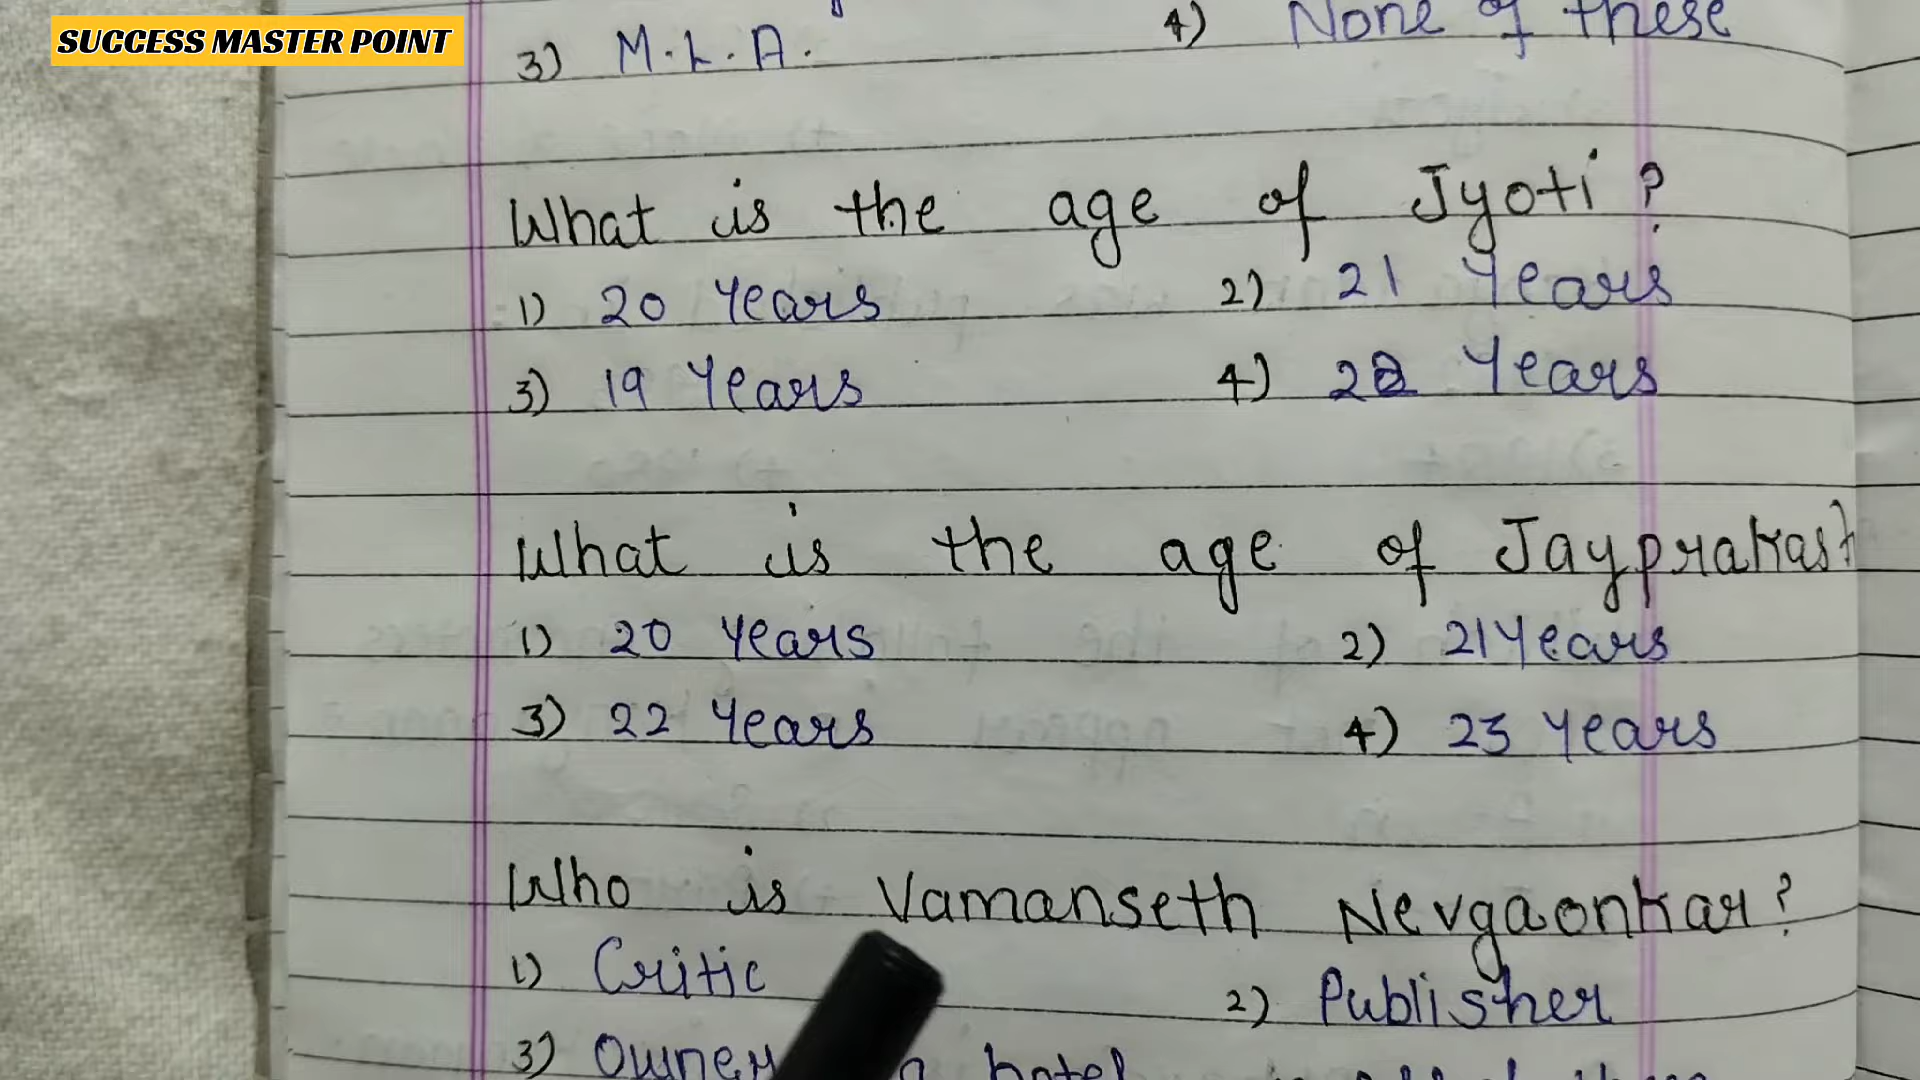 SUCCESS MASTER POINT
3) M.L.A. 4) None of these
What is the age of Jyoti?
1) 20 Years 2) 21 Years
3) 19 Years 4) 22 Years
What is the age of Jayprakash
1) 20 Years 2) 21 Years
3) 22 Years 4) 23 Years
Who is Vamanseth Nevgaonkar?
1) Critic 2) Publisher
3) Owner hotel